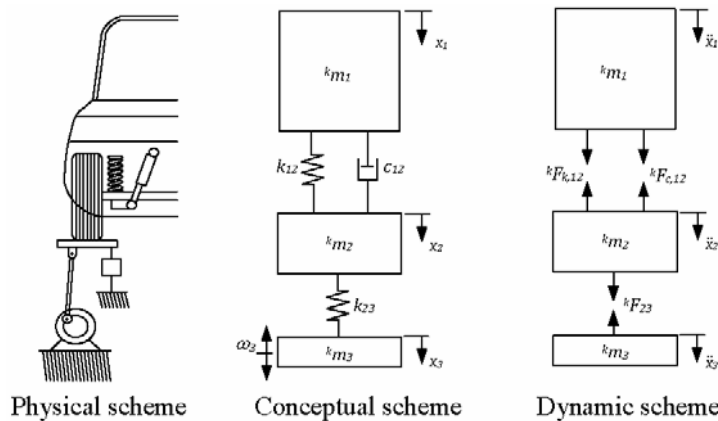 x₁
ẍ₁
ᵏm₁
ᵏm₁
k₁₂
c₁₂
ᵏFₖ,₁₂
ᵏF_c,₁₂
ᵏm₂
x₂
ᵏm₂
ẍ₂
k₂₃
ᵏF₂₃
ω₃
ᵏm₃
x₃
ᵏm₃
ẍ₃
Physical scheme
Conceptual scheme
Dynamic scheme